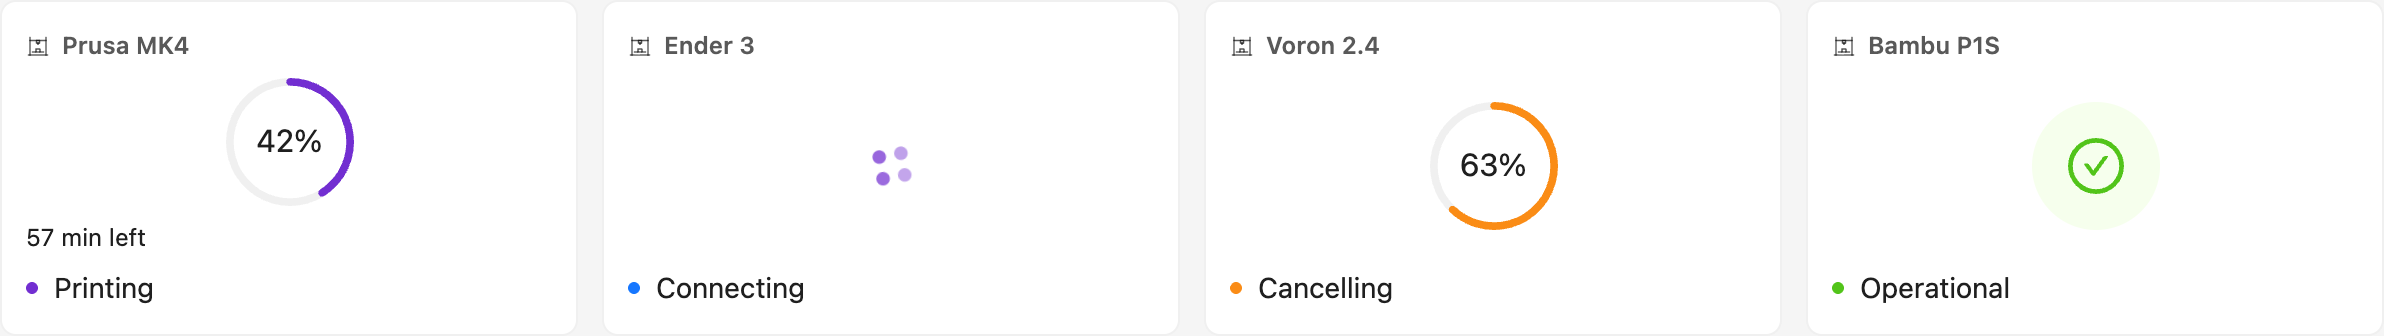 Prusa MK4
42%
57 min left
Printing
Ender 3
Connecting
Voron 2.4
63%
Cancelling
Bambu P1S
Operational